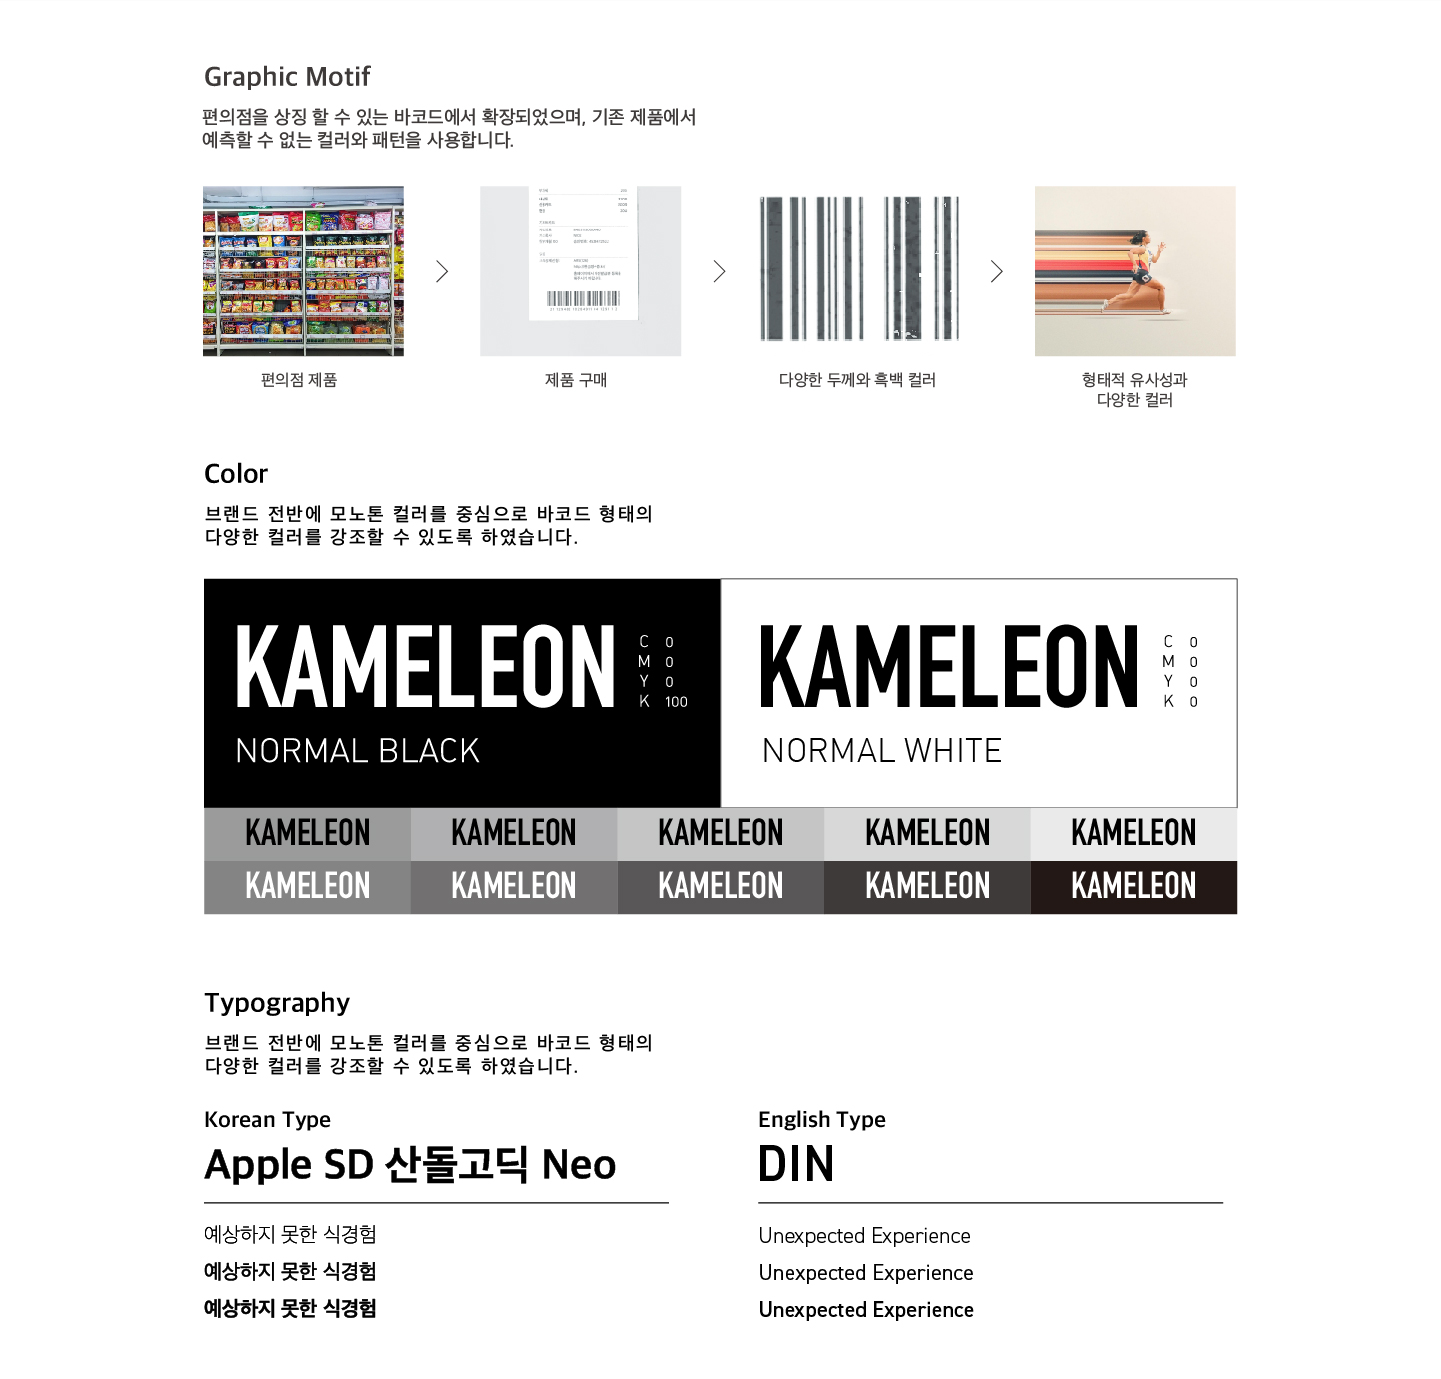 Graphic Motif
편의점을 상징 할 수 있는 바코드에서 확장되었으며, 기존 제품에서
예측할 수 없는 컬러와 패턴을 사용합니다.
편의점 제품
제품 구매
다양한 두께와 흑백 컬러
형태적 유사성과
다양한 컬러
Color
브랜드 전반에 모노톤 컬러를 중심으로 바코드 형태의
다양한 컬러를 강조할 수 있도록 하였습니다.
KAMELEON
C 0
M 0
Y 0
K 100
NORMAL BLACK
KAMELEON
C 0
M 0
Y 0
K 0
NORMAL WHITE
KAMELEON KAMELEON KAMELEON KAMELEON KAMELEON
KAMELEON KAMELEON KAMELEON KAMELEON KAMELEON
Typography
브랜드 전반에 모노톤 컬러를 중심으로 바코드 형태의
다양한 컬러를 강조할 수 있도록 하였습니다.
Korean Type
Apple SD 산돌고딕 Neo
예상하지 못한 식경험
예상하지 못한 식경험
예상하지 못한 식경험
English Type
DIN
Unexpected Experience
Unexpected Experience
Unexpected Experience